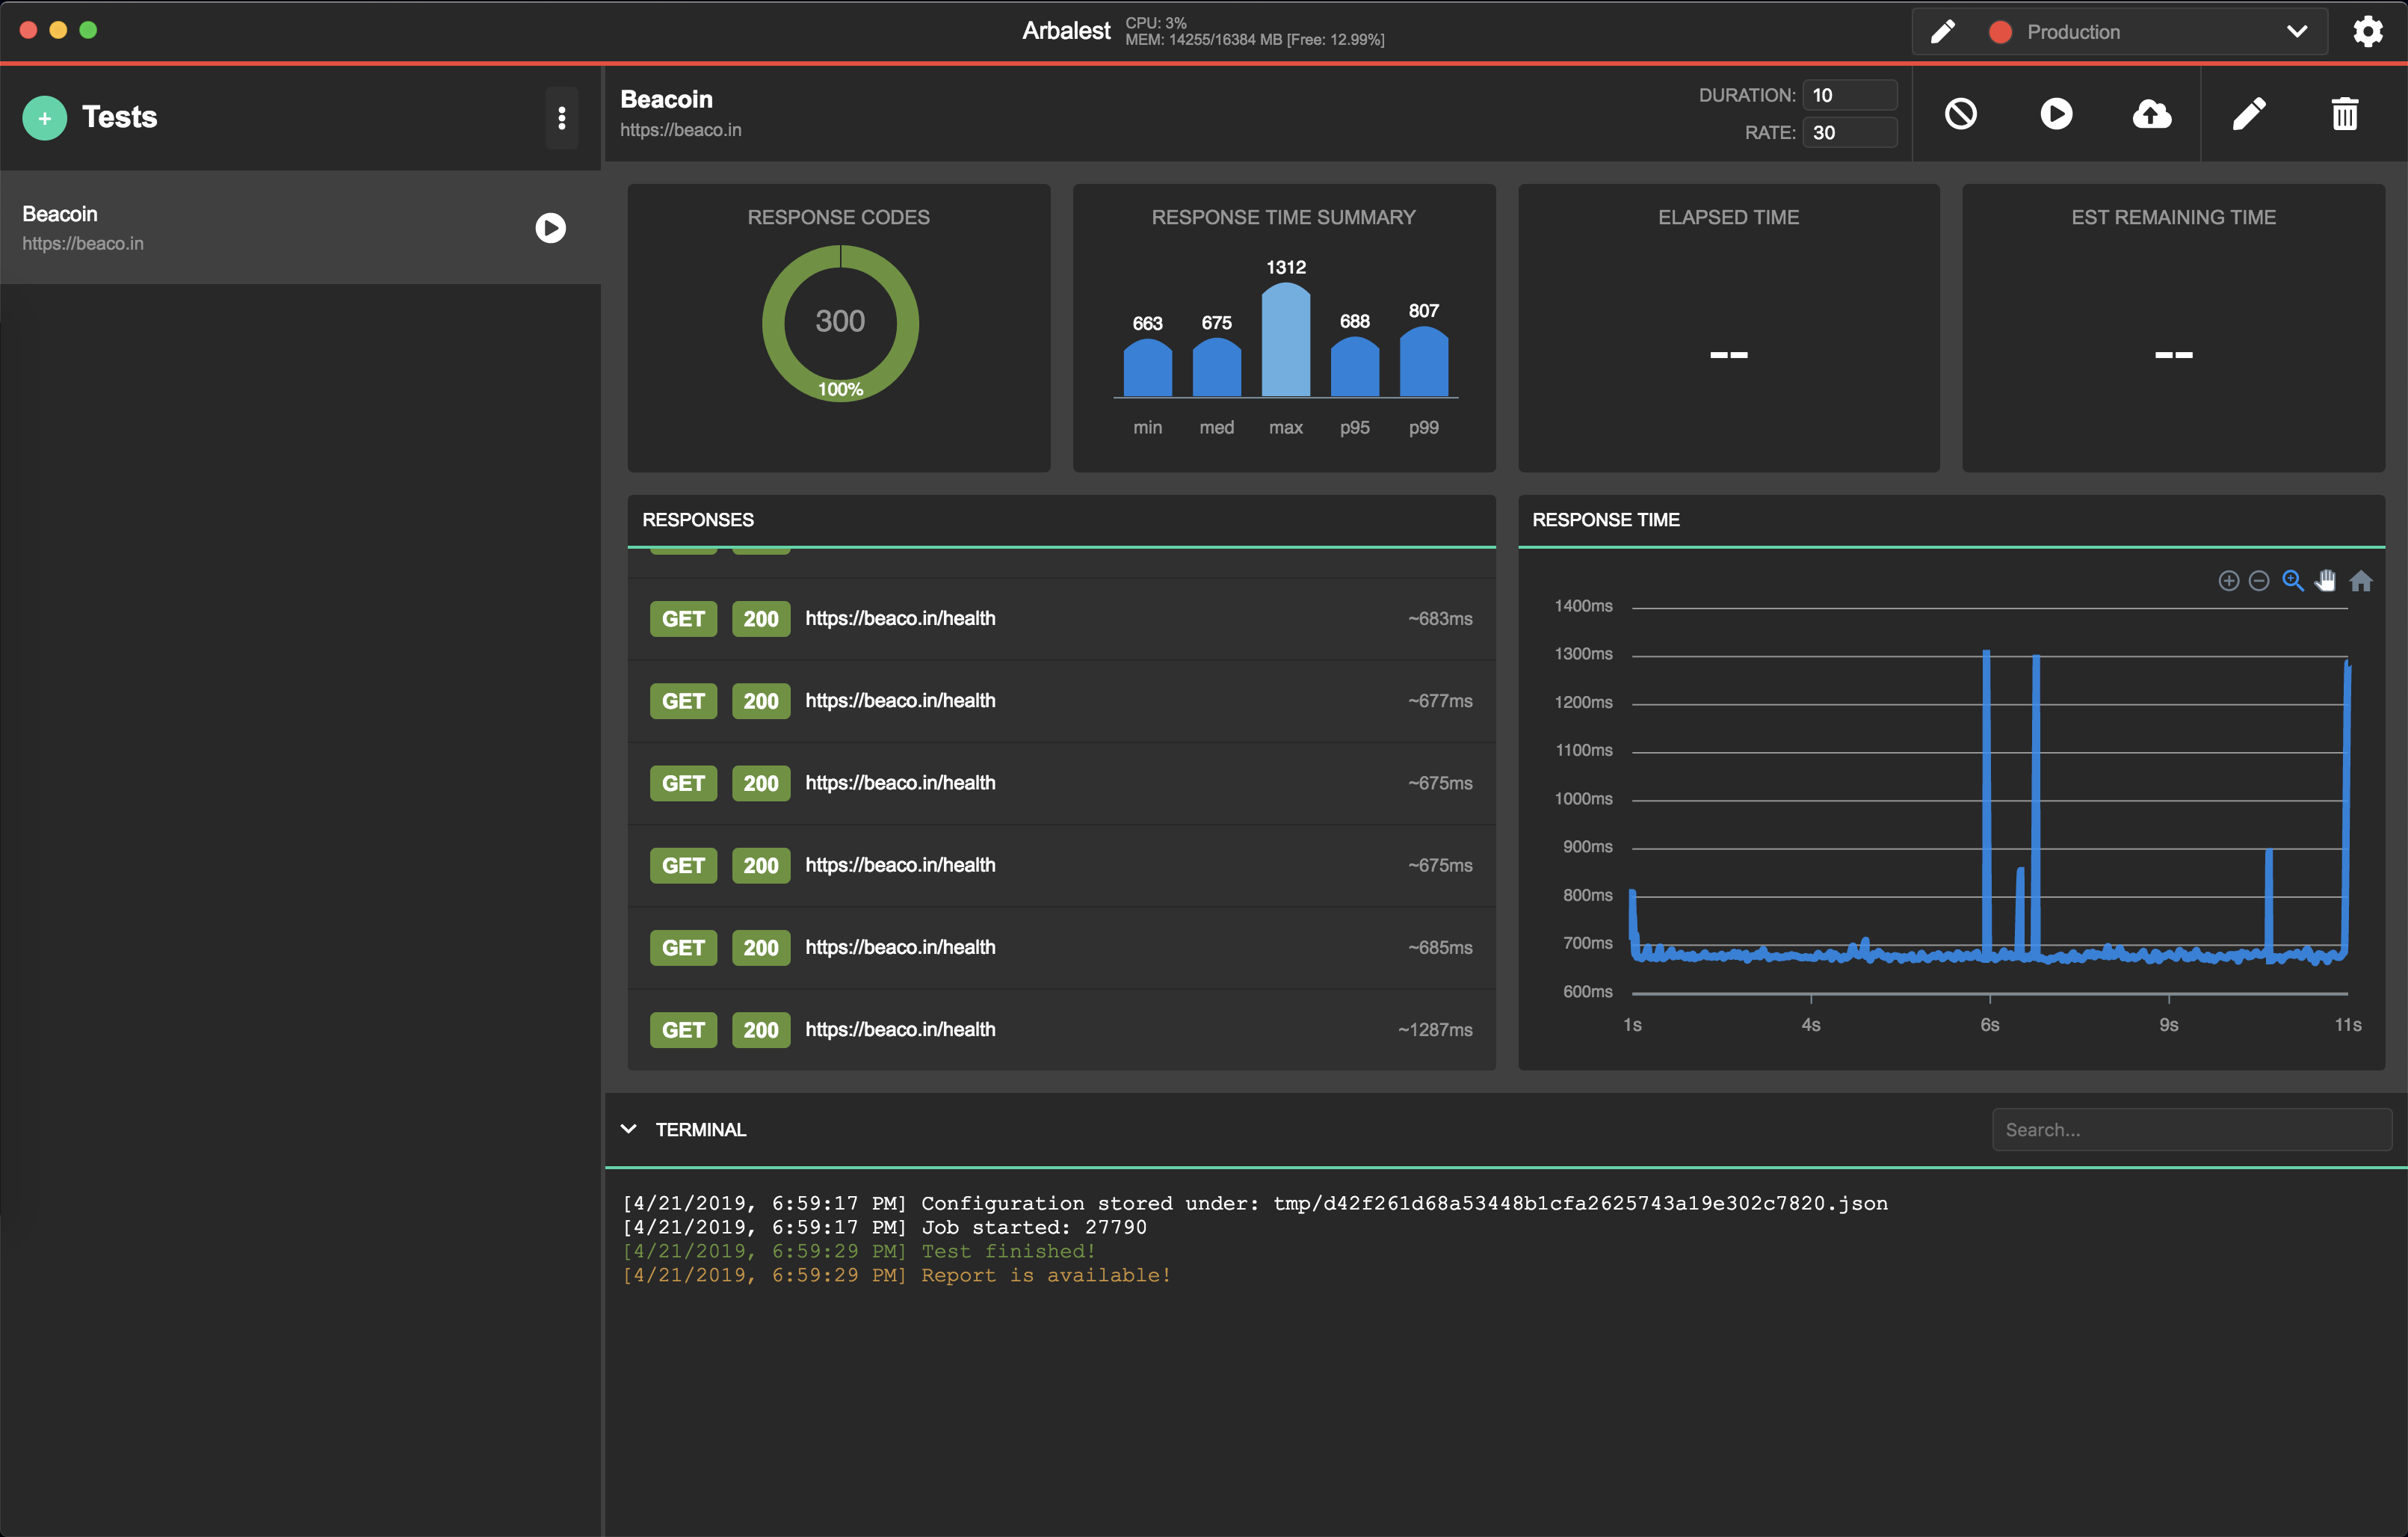 Arbalest
CPU: 3%
MEM: 14255/16384 MB [Free: 12.99%]
Production
+ Tests
Beacoin
https://beaco.in
Beacoin
https://beaco.in
DURATION: 10
RATE: 30
RESPONSE CODES
300
100%
RESPONSE TIME SUMMARY
1312
663 675 688 807
min med max p95 p99
ELAPSED TIME
--
EST REMAINING TIME
--
RESPONSES
GET 200 https://beaco.in/health ~683ms
GET 200 https://beaco.in/health ~677ms
GET 200 https://beaco.in/health ~675ms
GET 200 https://beaco.in/health ~675ms
GET 200 https://beaco.in/health ~685ms
GET 200 https://beaco.in/health ~1287ms
RESPONSE TIME
1400ms
1300ms
1200ms
1100ms
1000ms
900ms
800ms
700ms
600ms
1s 4s 6s 9s 11s
TERMINAL
Search...
[4/21/2019, 6:59:17 PM] Configuration stored under: tmp/d42f261d68a53448b1cfa2625743a19e302c7820.json
[4/21/2019, 6:59:17 PM] Job started: 27790
[4/21/2019, 6:59:29 PM] Test finished!
[4/21/2019, 6:59:29 PM] Report is available!